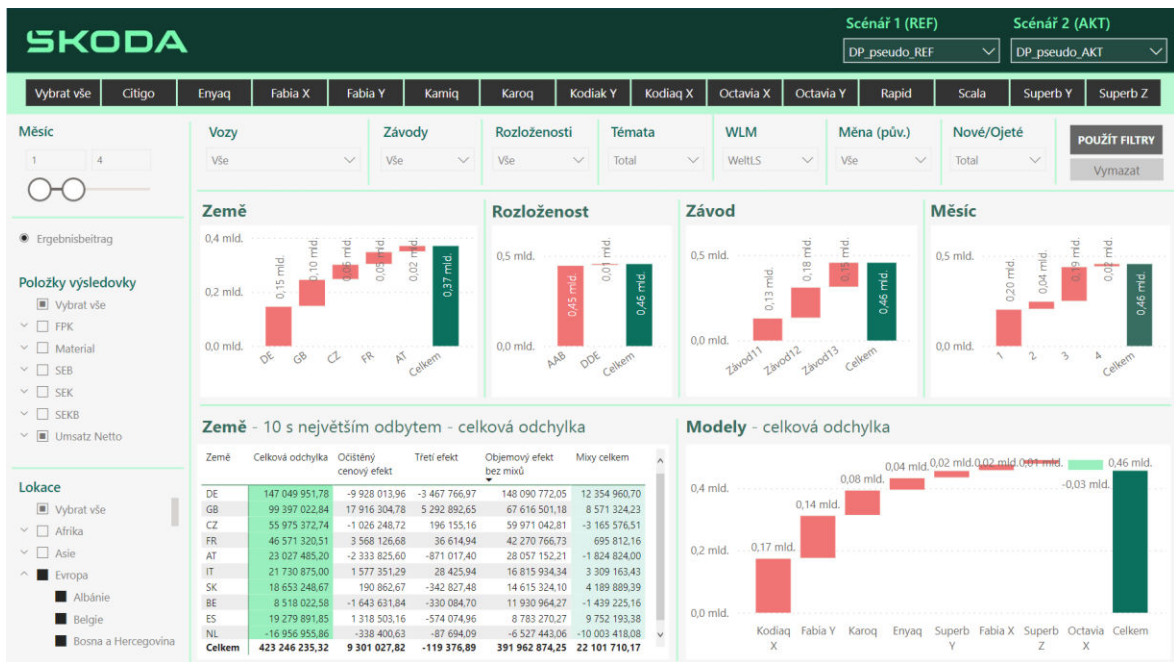 Scénář 1 (REF) Scénář 2 (AKT)
ŠKODA
DP_pseudo_REF DP_pseudo_AKT
Vybrat vše Citigo Enyaq Fabia X Fabia Y Kamiq Karoq Kodiak Y Kodiaq X Octavia X Octavia Y Rapid Scala Superb Y Superb Z
Měsíc
1 4
Vozy Závody Rozloženosti Témata WLM Měna (pův.) Nové/Ojeté
Vše Vše Vše Total WeltLS Vše Total
POUŽÍT FILTRY
Vymazat
Ergebnisbeitrag
Položky výsledovky
Vybrat vše
FPK
Material
SEB
SEK
SEKB
Umsatz Netto
Lokace
Vybrat vše
Afrika
Asie
Evropa
Albánie
Belgie
Bosna a Hercegovina
Země
0,4 mld.
0,2 mld.
0,0 mld.
0,15 mld. 0,10 mld. 0,06 mld. 0,05 mld. 0,02 mld. 0,37 mld.
DE GB CZ FR AT Celkem
Rozloženost
0,5 mld.
0,0 mld.
0,45 mld. 0,01 mld. 0,46 mld.
AAB DDE Celkem
Závod
0,5 mld.
0,0 mld.
0,13 mld. 0,18 mld. 0,15 mld. 0,46 mld.
Závod11 Závod12 Závod13 Celkem
Měsíc
0,5 mld.
0,0 mld.
0,20 mld. 0,04 mld. 0,19 mld. 0,02 mld. 0,46 mld.
1 2 3 4 Celkem
Země - 10 s největším odbytem - celková odchylka
Země Celková odchylka Očištěný Třetí efekt Objemový efekt Mixy celkem
cenový efekt bez mixů
DE 147 049 951,78 -9 928 013,96 -3 467 766,97 148 090 772,05 12 354 960,70
GB 99 397 022,84 17 916 304,78 5 292 892,65 67 616 501,18 8 571 324,23
CZ 55 975 372,74 -1 026 248,72 196 155,16 59 971 042,81 -3 165 576,51
FR 46 571 320,51 3 568 126,68 36 614,94 42 270 766,73 695 812,16
AT 23 027 485,20 -2 333 825,60 -871 017,40 28 057 152,21 -1 824 824,00
IT 21 730 875,00 1 577 351,29 28 425,94 16 815 934,34 3 309 163,43
SK 18 653 248,67 190 862,67 -342 827,48 14 615 324,10 4 189 889,39
BE 8 518 022,58 -1 643 631,84 -330 084,70 11 930 964,27 -1 439 225,16
ES 19 279 891,85 1 318 503,16 -574 074,96 8 783 270,27 9 752 193,38
NL -16 956 955,86 -338 400,63 -87 694,09 -6 527 443,06 -10 003 418,08
Celkem 423 246 235,32 9 301 027,82 -119 376,89 391 962 874,25 22 101 710,17
Modely - celková odchylka
0,4 mld.
0,2 mld.
0,0 mld.
0,17 mld. 0,14 mld. 0,08 mld. 0,04 mld. 0,02 mld. 0,02 mld. 0,01 mld. -0,03 mld. 0,46 mld.
Kodiaq Fabia Y Karoq Enyaq Superb Fabia X Superb Octavia Celkem
X Y Z X